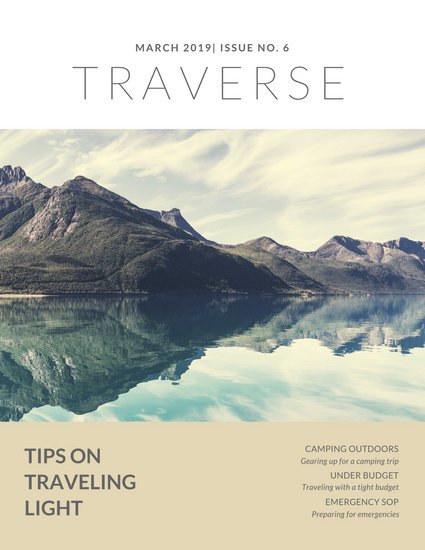 MARCH 2019| ISSUE NO. 6
TRAVERSE
TIPS ON
TRAVELING
LIGHT
CAMPING OUTDOORS
Gearing up for a camping trip
UNDER BUDGET
Traveling with a tight budget
EMERGENCY SOP
Preparing for emergencies